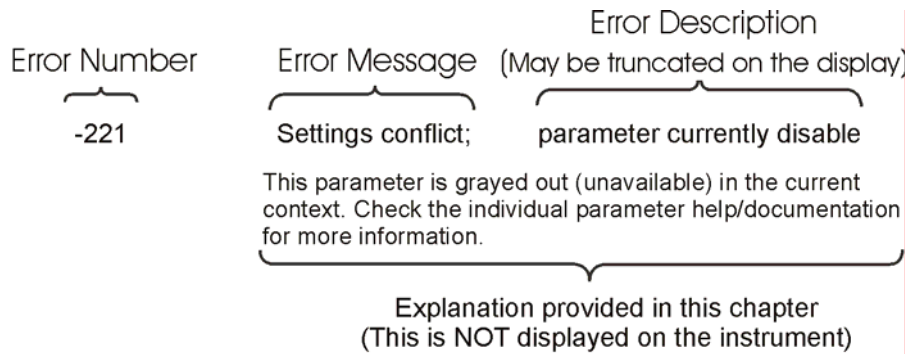 Error Description
Error Number Error Message (May be truncated on the display)
-221 Settings conflict; parameter currently disable
This parameter is grayed out (unavailable) in the current
context. Check the individual parameter help/documentation
for more information.
Explanation provided in this chapter
(This is NOT displayed on the instrument)